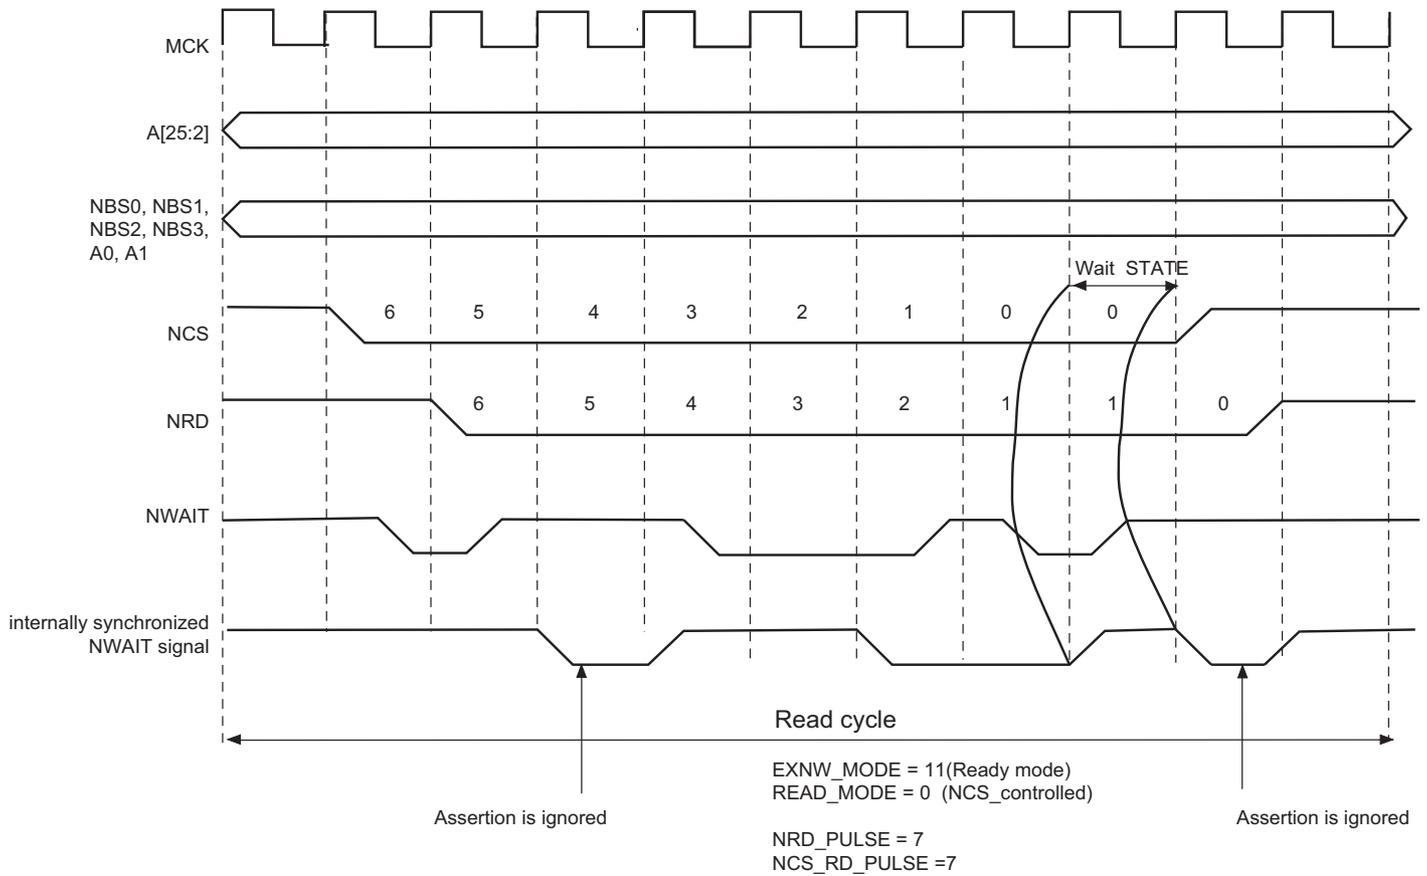 MCK
A[25:2]
NBS0, NBS1,
NBS2, NBS3,
A0, A1
Wait STATE
NCS
6 5 4 3 2 1 0 0
NRD
6 5 4 3 2 1 1 0
NWAIT
internally synchronized
NWAIT signal
Read cycle
EXNW_MODE = 11(Ready mode)
READ_MODE = 0 (NCS_controlled)
Assertion is ignored
Assertion is ignored
NRD_PULSE = 7
NCS_RD_PULSE =7